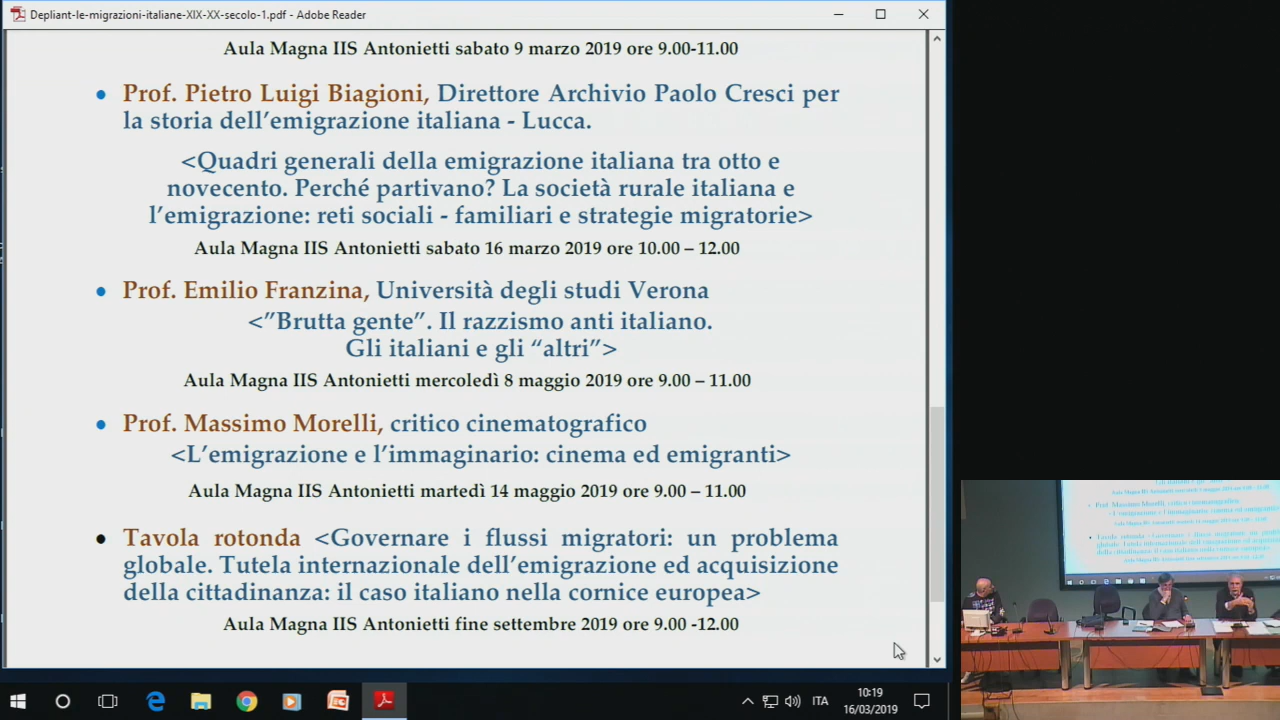 Depliant-le-migrazioni-italiane-XIX-XX-secolo-1.pdf - Adobe Reader
Aula Magna IIS Antonietti sabato 9 marzo 2019 ore 9.00-11.00
• Prof. Pietro Luigi Biagioni, Direttore Archivio Paolo Cresci per
la storia dell’emigrazione italiana - Lucca.
<Quadri generali della emigrazione italiana tra otto e
novecento. Perché partivano? La società rurale italiana e
l’emigrazione: reti sociali - familiari e strategie migratorie>
Aula Magna IIS Antonietti sabato 16 marzo 2019 ore 10.00 – 12.00
• Prof. Emilio Franzina, Università degli studi Verona
<”Brutta gente”. Il razzismo anti italiano.
Gli italiani e gli “altri”>
Aula Magna IIS Antonietti mercoledì 8 maggio 2019 ore 9.00 – 11.00
• Prof. Massimo Morelli, critico cinematografico
<L’emigrazione e l’immaginario: cinema ed emigranti>
Aula Magna IIS Antonietti martedì 14 maggio 2019 ore 9.00 – 11.00
• Tavola rotonda <Governare i flussi migratori: un problema
globale. Tutela internazionale dell’emigrazione ed acquisizione
della cittadinanza: il caso italiano nella cornice europea>
Aula Magna IIS Antonietti fine settembre 2019 ore 9.00 -12.00
ITA
10:19
16/03/2019